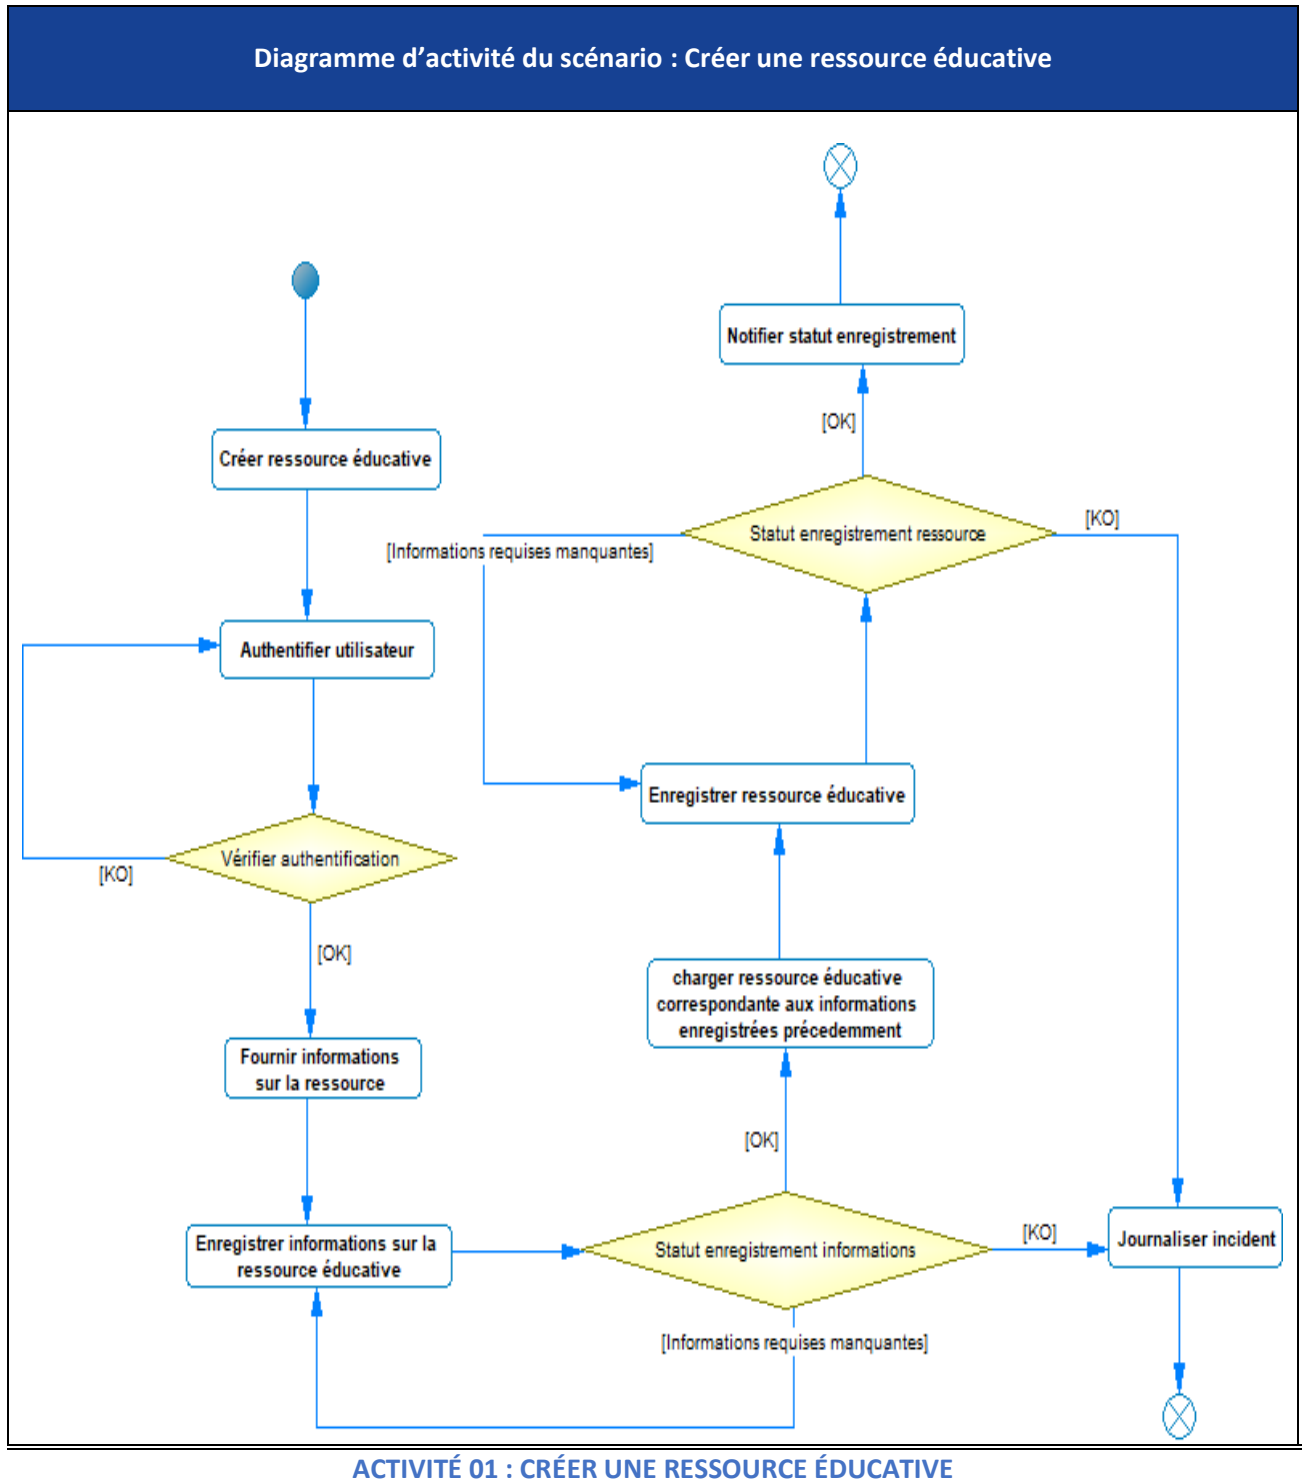 Diagramme d’activité du scénario : Créer une ressource éducative
Créer ressource éducative
Authentifier utilisateur
Vérifier authentification
[KO]
[OK]
Fournir informations
sur la ressource
Enregistrer informations sur la
ressource éducative
Statut enregistrement informations
[KO]
[Informations requises manquantes]
[OK]
charger ressource éducative
correspondante aux informations
enregistrées précedemment
Enregistrer ressource éducative
Statut enregistrement ressource
[Informations requises manquantes]
[KO]
[OK]
Notifier statut enregistrement
Journaliser incident
ACTIVITÉ 01 : CRÉER UNE RESSOURCE ÉDUCATIVE